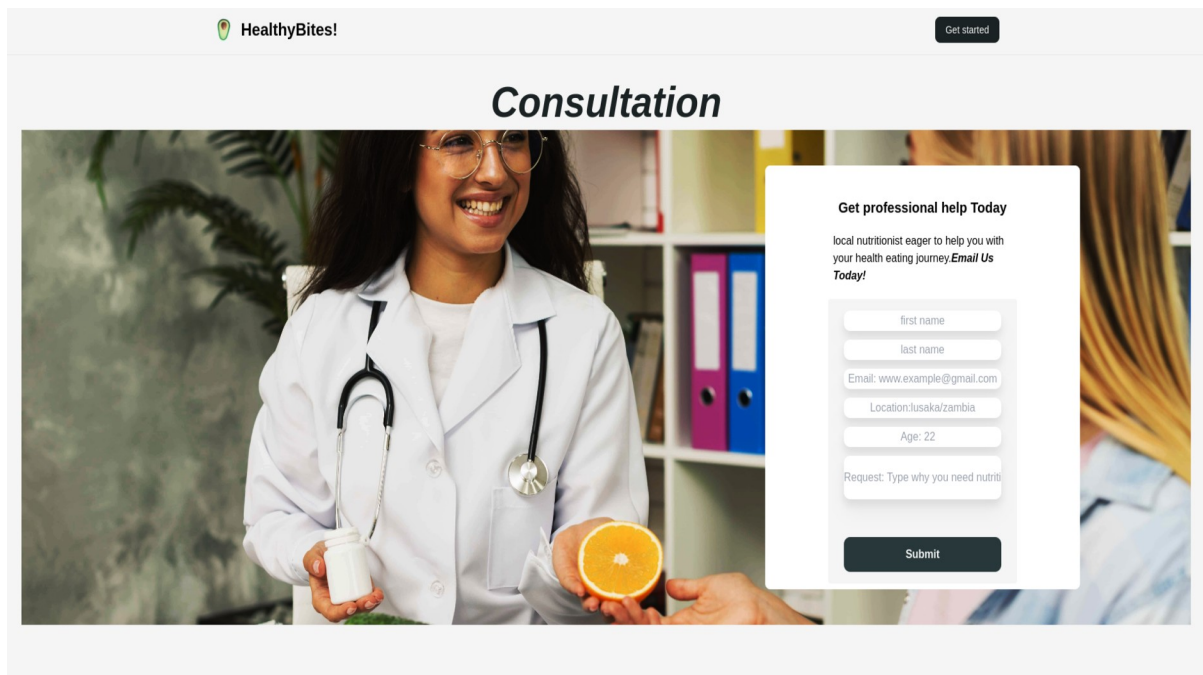 HealthyBites!
Get started
Consultation
Get professional help Today
local nutritionist eager to help you with
your health eating journey.Email Us
Today!
first name
last name
Email: www.example@gmail.com
Location:lusaka/zambia
Age: 22
Request: Type why you need nutriti
Submit